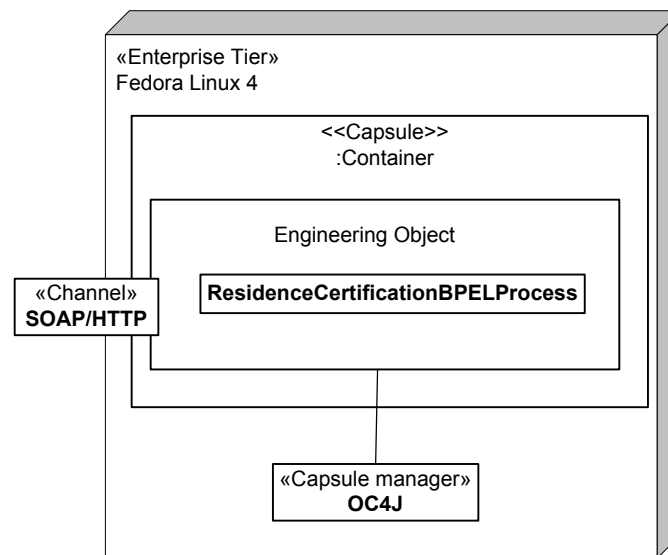 «Enterprise Tier»
Fedora Linux 4
<<Capsule>>
:Container
Engineering Object
ResidenceCertificationBPELProcess
«Channel»
SOAP/HTTP
«Capsule manager»
OC4J